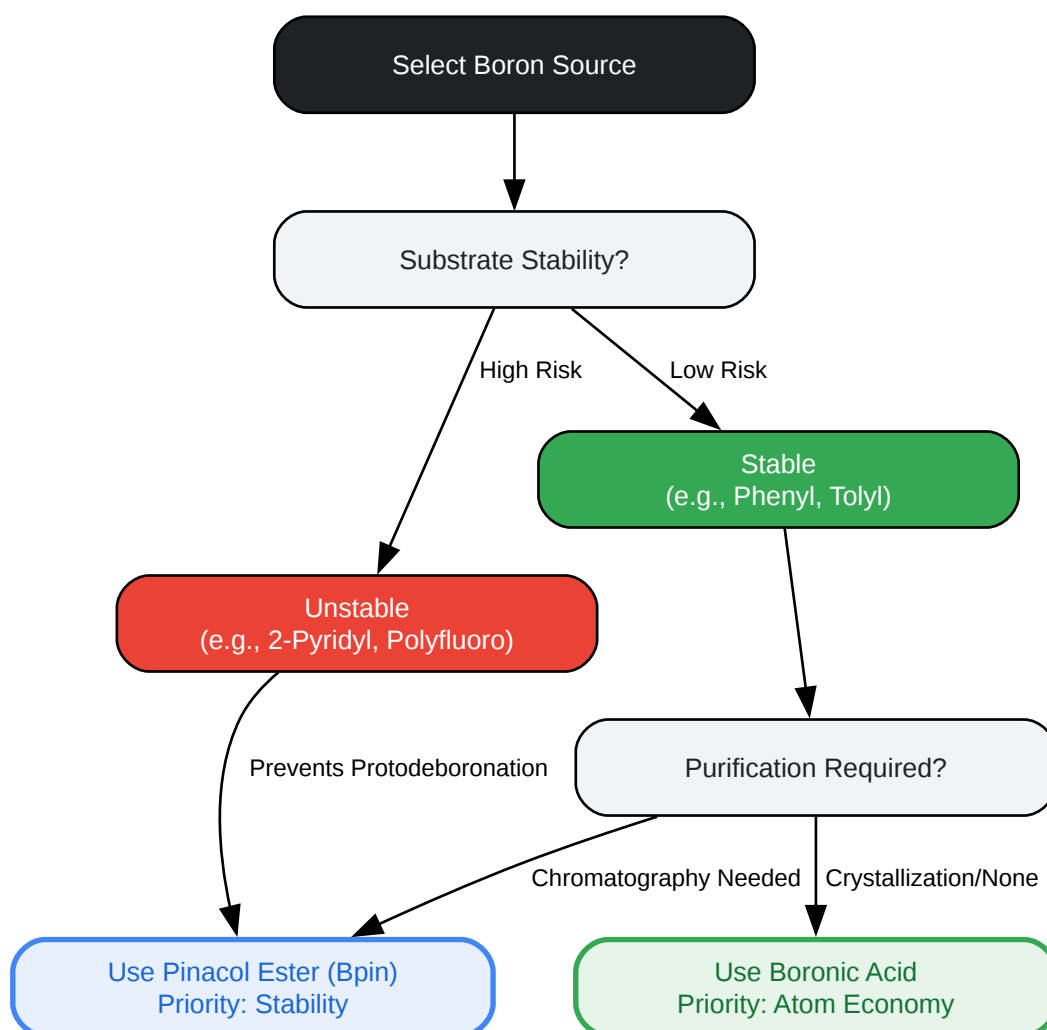 Select Boron Source
Substrate Stability?
High Risk
Low Risk
Stable
(e.g., Phenyl, Tolyl)
Unstable
(e.g., 2-Pyridyl, Polyfluoro)
Prevents Protodeboronation
Purification Required?
Chromatography Needed
Crystallization/None
Use Pinacol Ester (Bpin)
Priority: Stability
Use Boronic Acid
Priority: Atom Economy